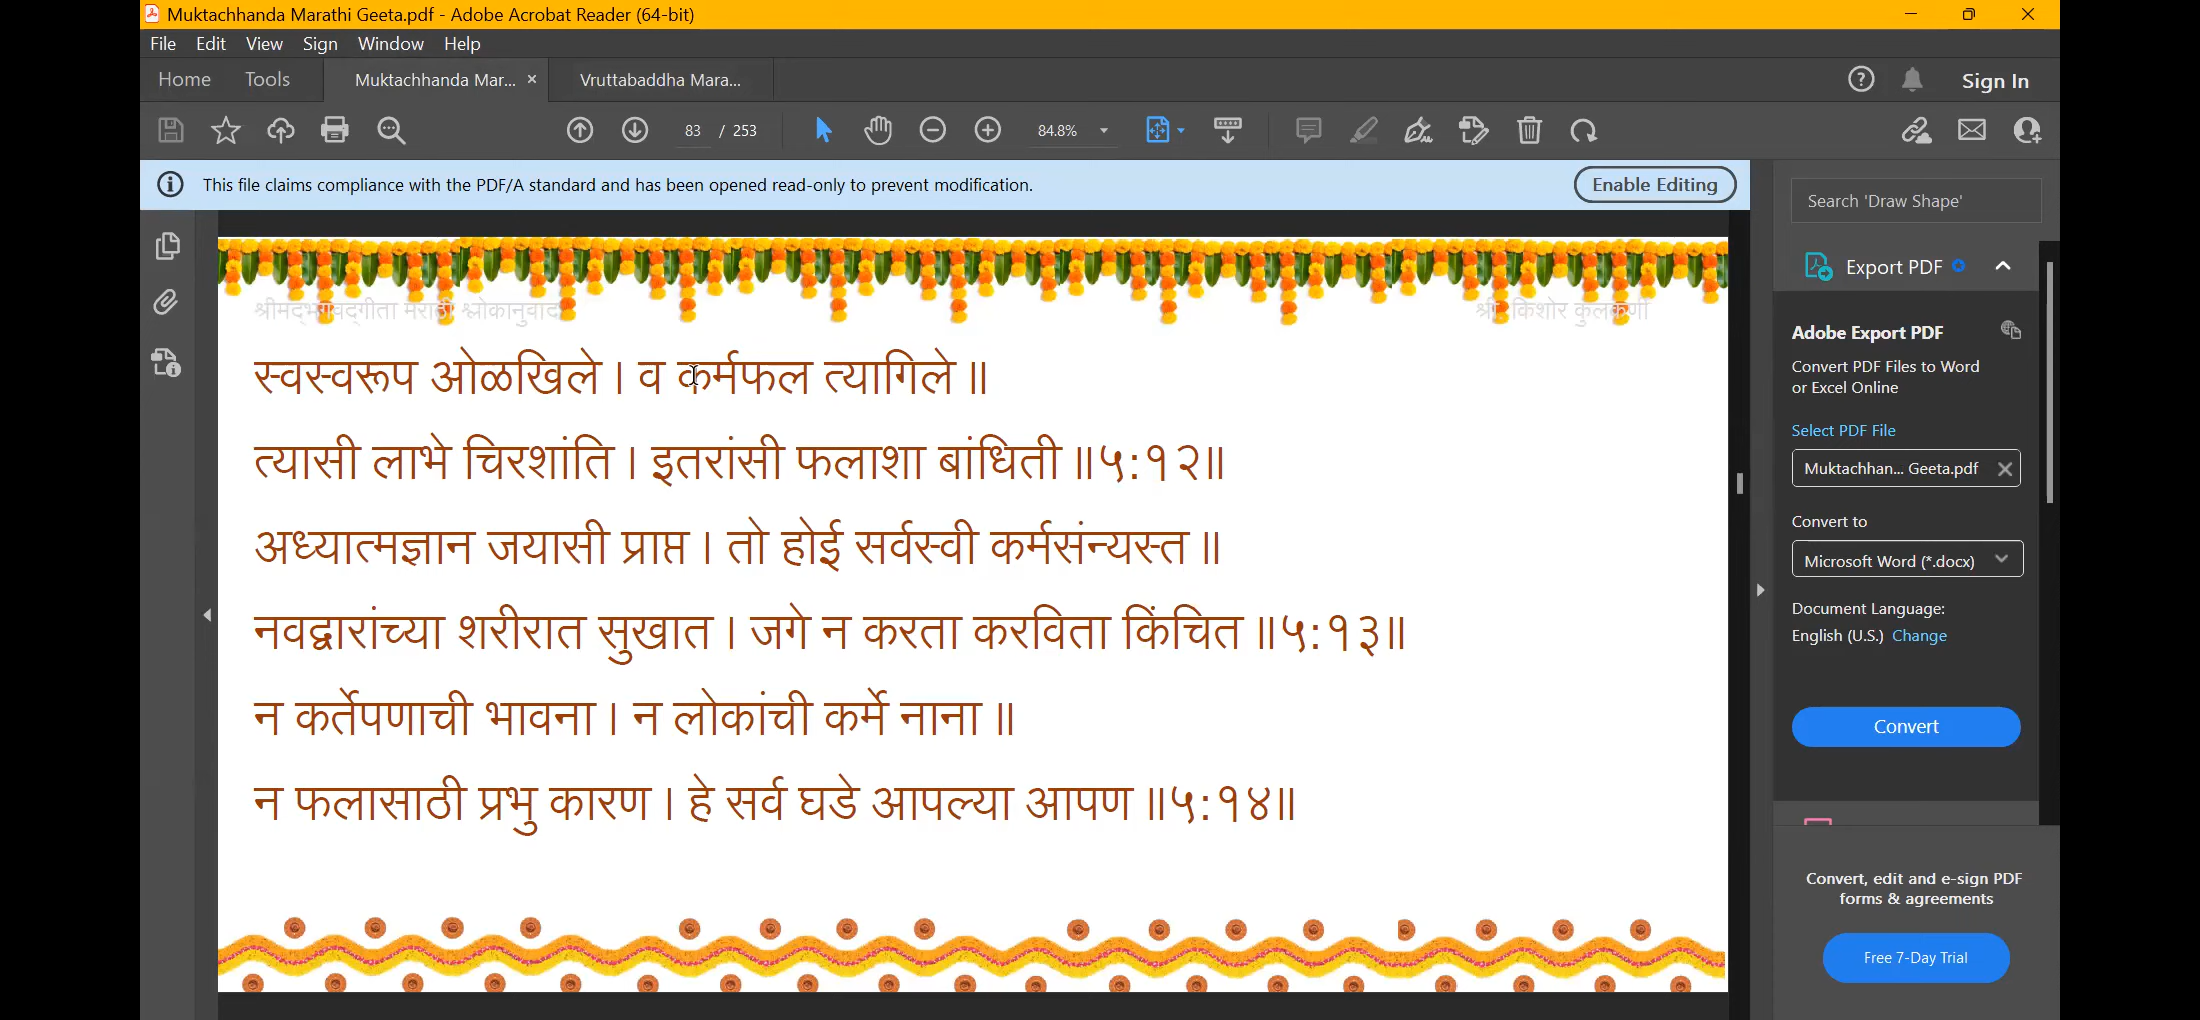 Muktachhanda Marathi Geeta.pdf - Adobe Acrobat Reader (64-bit)
File Edit View Sign Window Help
Home Tools Muktachhanda Mar... × Vruttabaddha Mara... Sign In
83 / 253 84.8%
This file claims compliance with the PDF/A standard and has been opened read-only to prevent modification. Enable Editing
श्रीमद्भगवद्गीता मराठी श्लोकानुवाद
श्री. किशोर कुलकर्णी
स्वस्वरूप ओळखिले । व कर्मफल त्यागिले ॥
त्यासी लाभे चिरशांति । इतरांसी फलाशा बांधिती ॥५:१२॥
अध्यात्मज्ञान जयासी प्राप्त । तो होई सर्वस्वी कर्मसंन्यस्त ॥
नवद्वारांच्या शरीरात सुखात । जगे न करता करविता किंचित ॥५:१३॥
न कर्तेपणाची भावना । न लोकांची कर्मे नाना ॥
न फलासाठी प्रभु कारण । हे सर्व घडे आपल्या आपण ॥५:१४॥
Search 'Draw Shape'
Export PDF
Adobe Export PDF
Convert PDF Files to Word
or Excel Online
Select PDF File
Muktachhan... Geeta.pdf
Convert to
Microsoft Word (*.docx)
Document Language:
English (U.S.) Change
Convert
Convert, edit and e-sign PDF
forms & agreements
Free 7-Day Trial